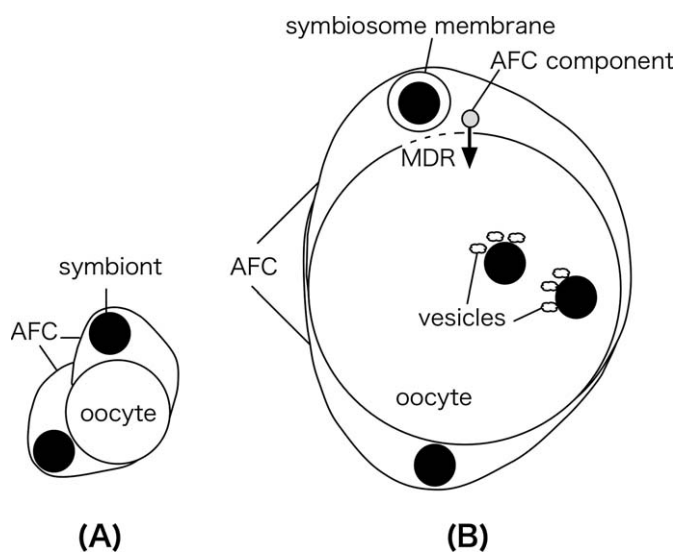 symbiosome membrane
AFC component
MDR
AFC
symbiont
vesicles
AFC
oocyte
oocyte
(A)
(B)